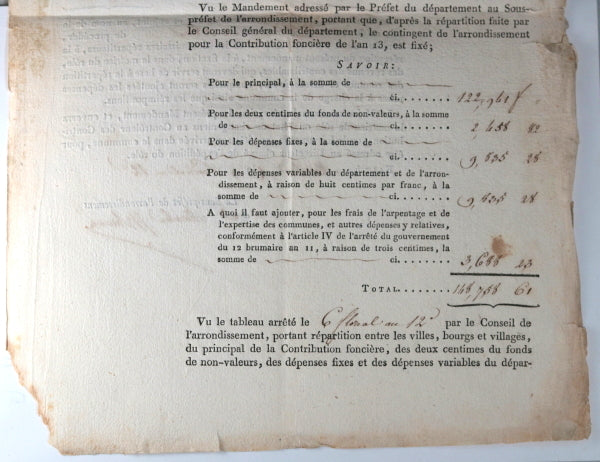 Vu le Mandement adressé par le Préfet du département au Sous-
préfet de l'arrondissement, portant que, d'après la répartition faite par
le Conseil général du département, le contingent de l'arrondissement
pour la Contribution foncière de l'an 13, est fixé;
SAVOIR:
Pour le principal, à la somme de
ci........ 122,961 f "
Pour les deux centimes du fonds de non-valeurs, à la somme
de ci........ 2,458 82
Pour les dépenses fixes, à la somme de
ci........ 9,835 28
Pour les dépenses variables du département et de l'arron-
dissement, à raison de huit centimes par franc, à la
somme de ci........ 9,835 28
A quoi il faut ajouter, pour les frais de l'arpentage et de
l'expertise des communes, et autres dépenses y relatives,
conformément à l'article IV de l'arrêté du gouvernement
du 12 brumaire an 11, à raison de trois centimes, la
somme de ci........ 3,688 23
TOTAL........ 148,758 61
Vu le tableau arrêté le 6 floreal an 12 par le Conseil de
l'arrondissement, portant répartition entre les villes, bourgs et villages,
du principal de la Contribution foncière, des deux centimes du fonds
de non-valeurs, des dépenses fixes et des dépenses variables du dépar-